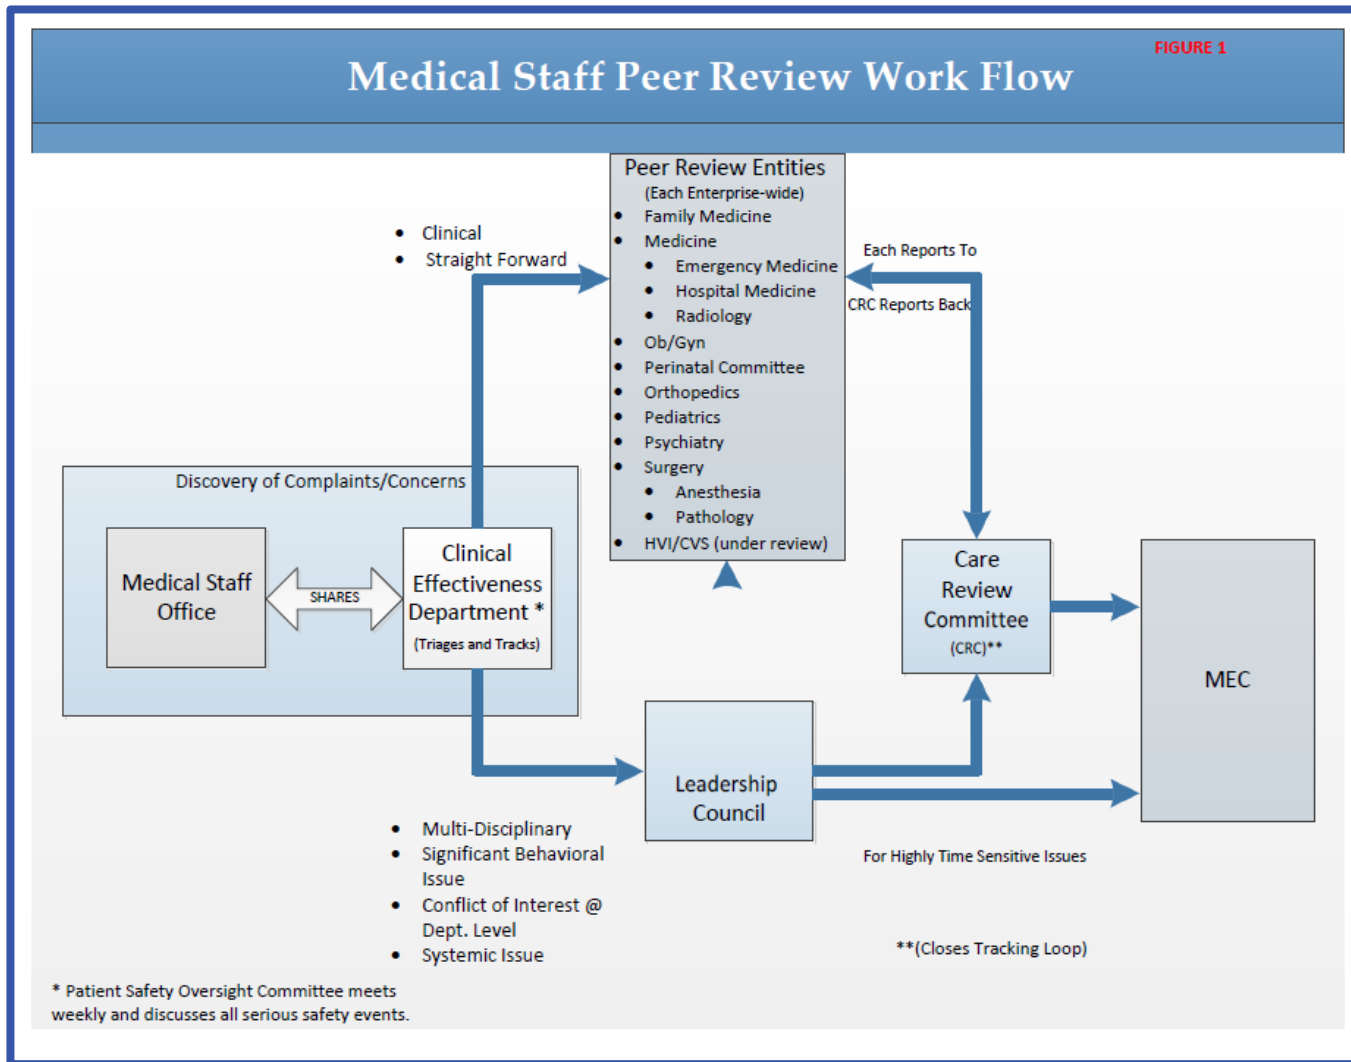 FIGURE 1
Medical Staff Peer Review Work Flow
Peer Review Entities
(Each Enterprise-wide)
• Family Medicine
• Medicine
• Emergency Medicine
• Hospital Medicine
• Radiology
• Ob/Gyn
• Perinatal Committee
• Orthopedics
• Pediatrics
• Psychiatry
• Surgery
• Anesthesia
• Pathology
• HVI/CVS (under review)
• Clinical
• Straight Forward
Each Reports To
CRC Reports Back
Discovery of Complaints/Concerns
Medical Staff
Office
SHARES
Clinical
Effectiveness
Department *
(Triages and Tracks)
Care
Review
Committee
(CRC)**
MEC
Leadership
Council
• Multi-Disciplinary
• Significant Behavioral
Issue
• Conflict of Interest @
Dept. Level
• Systemic Issue
For Highly Time Sensitive Issues
**(Closes Tracking Loop)
* Patient Safety Oversight Committee meets
weekly and discusses all serious safety events.